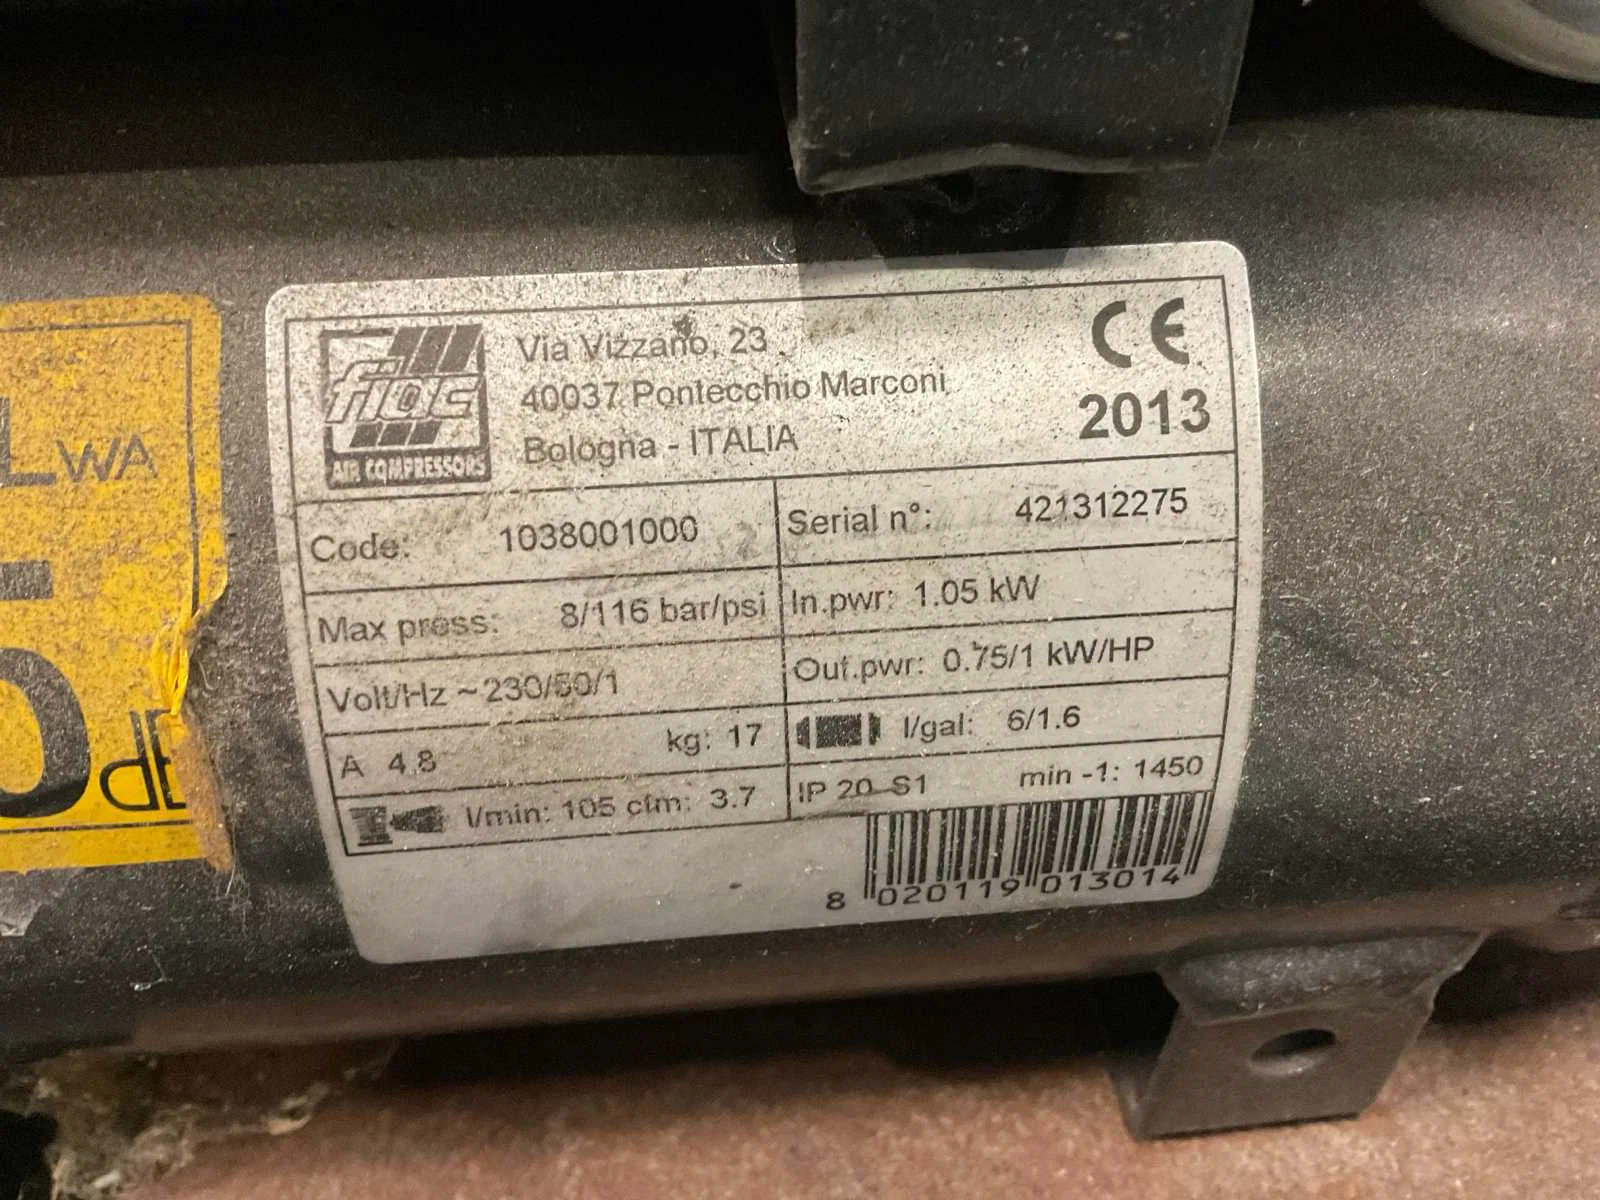 LWA
5
dB
fiac
AIR COMPRESSORS
Via Vizzano, 23
40037 Pontecchio Marconi
Bologna - ITALIA
CE
2013
Code: 1038001000
Serial n°: 421312275
Max press: 8/116 bar/psi
In.pwr: 1.05 kW
Volt/Hz ~230/50/1
Out.pwr: 0.75/1 kW/HP
A 4,8 kg: 17
l/gal: 6/1.6
l/min: 105 cfm: 3.7
IP 20 S1 min -1: 1450
8 020119 013014